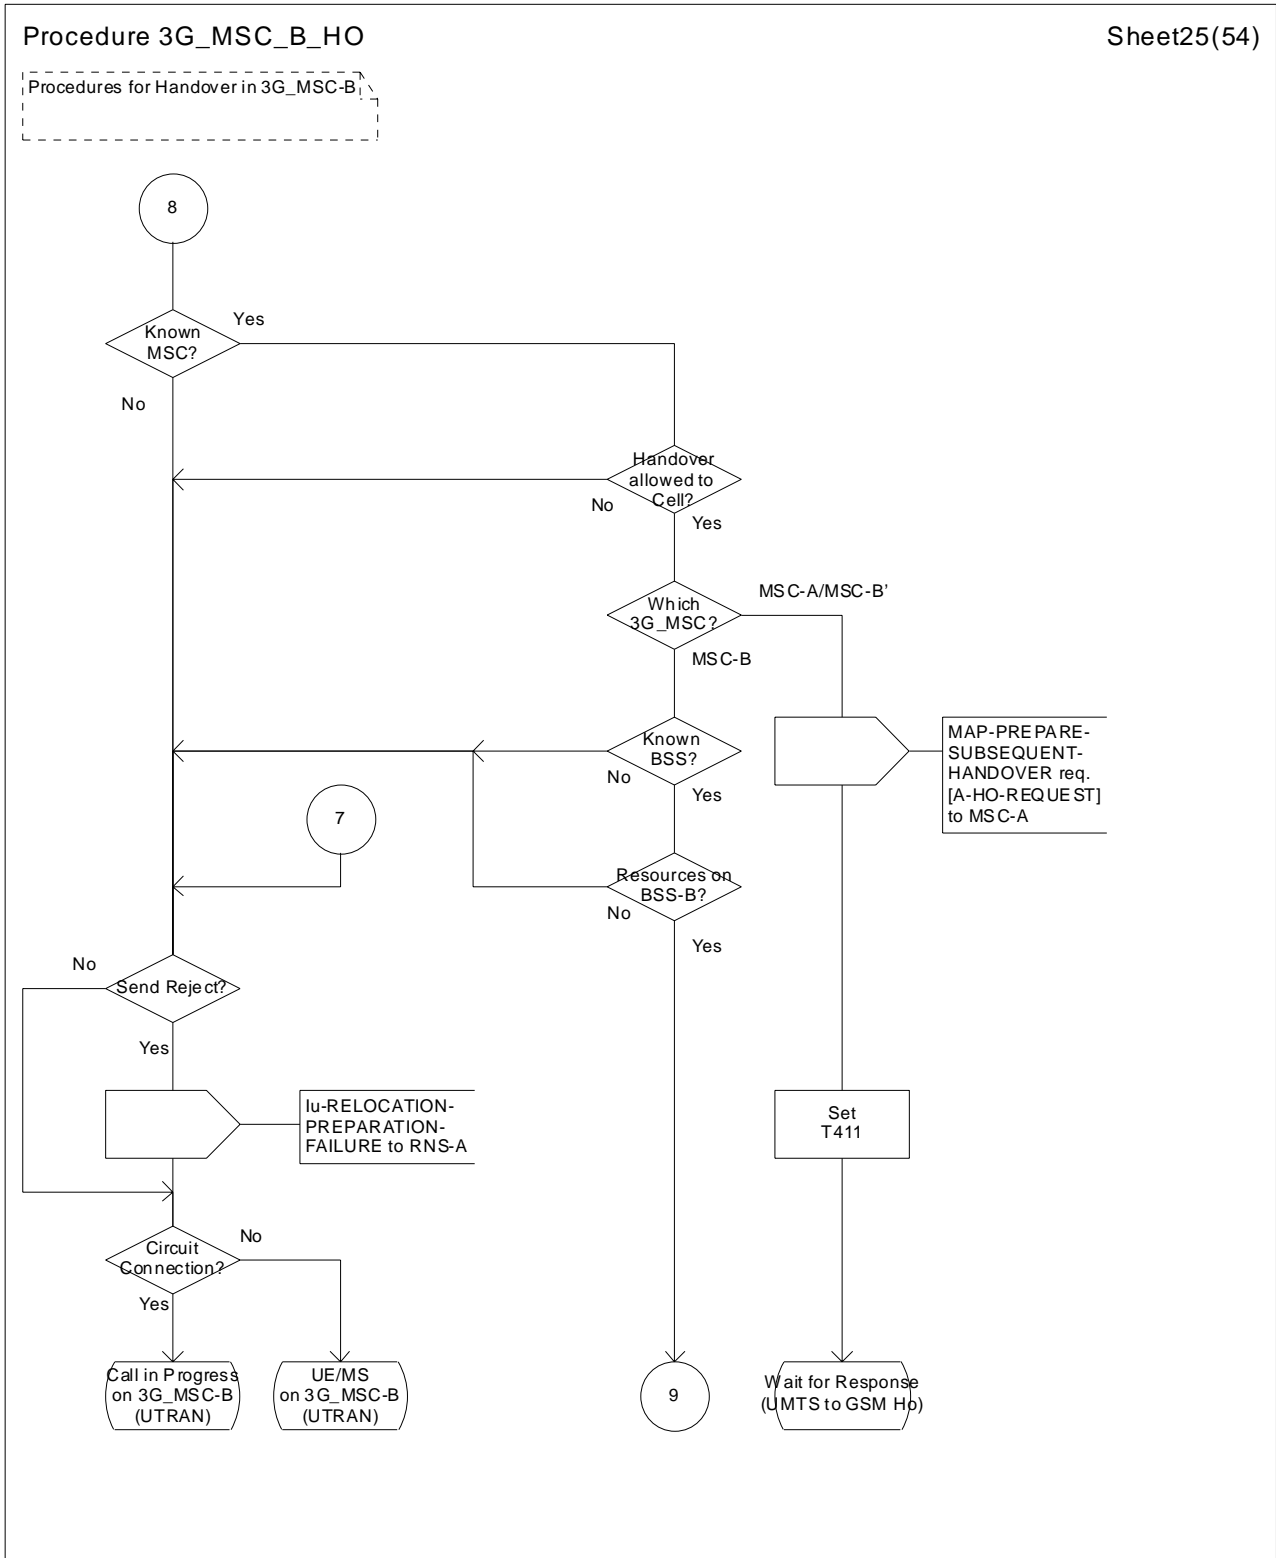 Procedure 3G_MSC_B_HO
Sheet25(54)
Procedures for Handover in 3G_MSC-B
8
Known
MSC?
Yes
No
Handover
allowed to
Cell?
No
Yes
Which
3G_MSC?
MSC-A/MSC-B'
MSC-B
MAP-PREPARE-
SUBSEQUENT-
HANDOVER req.
[A-HO-REQUEST]
to MSC-A
Known
BSS?
No
Yes
7
Resources on
BSS-B?
No
Yes
No
Send Reject?
Yes
Iu-RELOCATION-
PREPARATION-
FAILURE to RNS-A
Set
T411
Circuit
Connection?
No
Yes
Call in Progress
on 3G_MSC-B
(UTRAN)
UE/MS
on 3G_MSC-B
(UTRAN)
9
Wait for Response
(UMTS to GSM Ho)